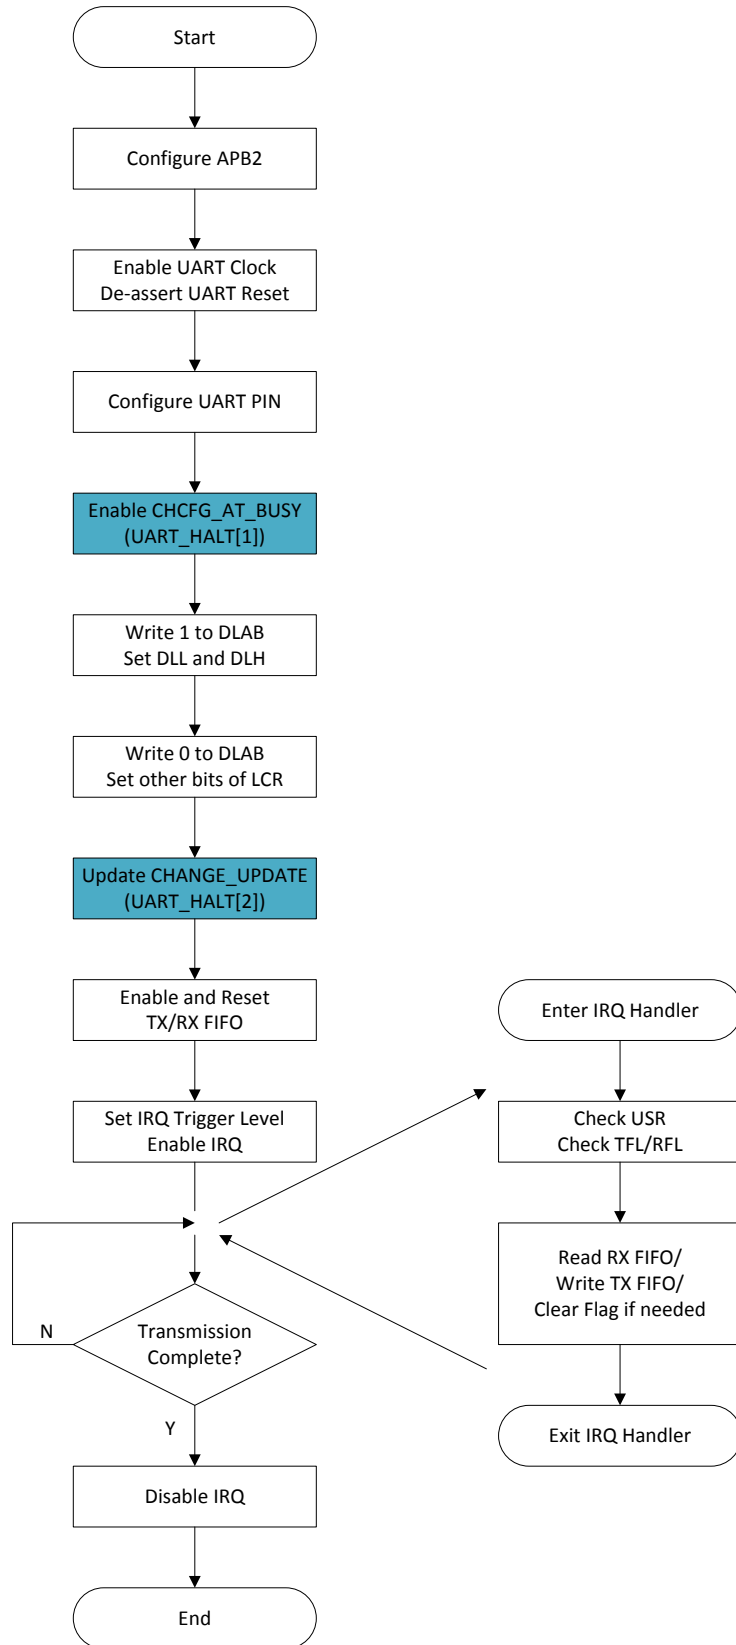 Start
Configure APB2
Enable UART Clock
De-assert UART Reset
Configure UART PIN
Enable CHCFG_AT_BUSY
(UART_HALT[1])
Write 1 to DLAB
Set DLL and DLH
Write 0 to DLAB
Set other bits of LCR
Update CHANGE_UPDATE
(UART_HALT[2])
Enable and Reset
TX/RX FIFO
Set IRQ Trigger Level
Enable IRQ
N
Transmission
Complete?
Y
Disable IRQ
End
Enter IRQ Handler
Check USR
Check TFL/RFL
Read RX FIFO/
Write TX FIFO/
Clear Flag if needed
Exit IRQ Handler